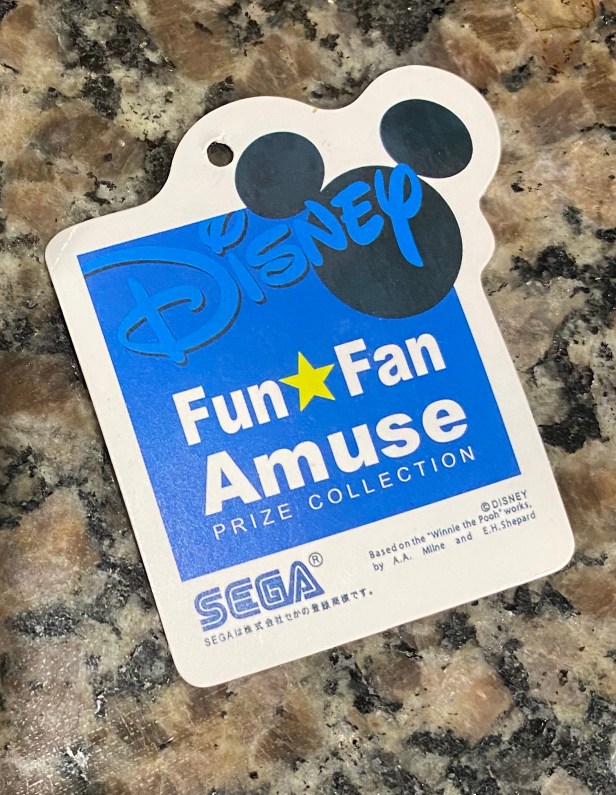 Disney
Fun★Fan
Amuse
PRIZE COLLECTION
©DISNEY
Based on the "Winnie the Pooh" works,
by A.A. Milne and E.H.Shepard
SEGA®
SEGAは株式会社セガの登録商標です。